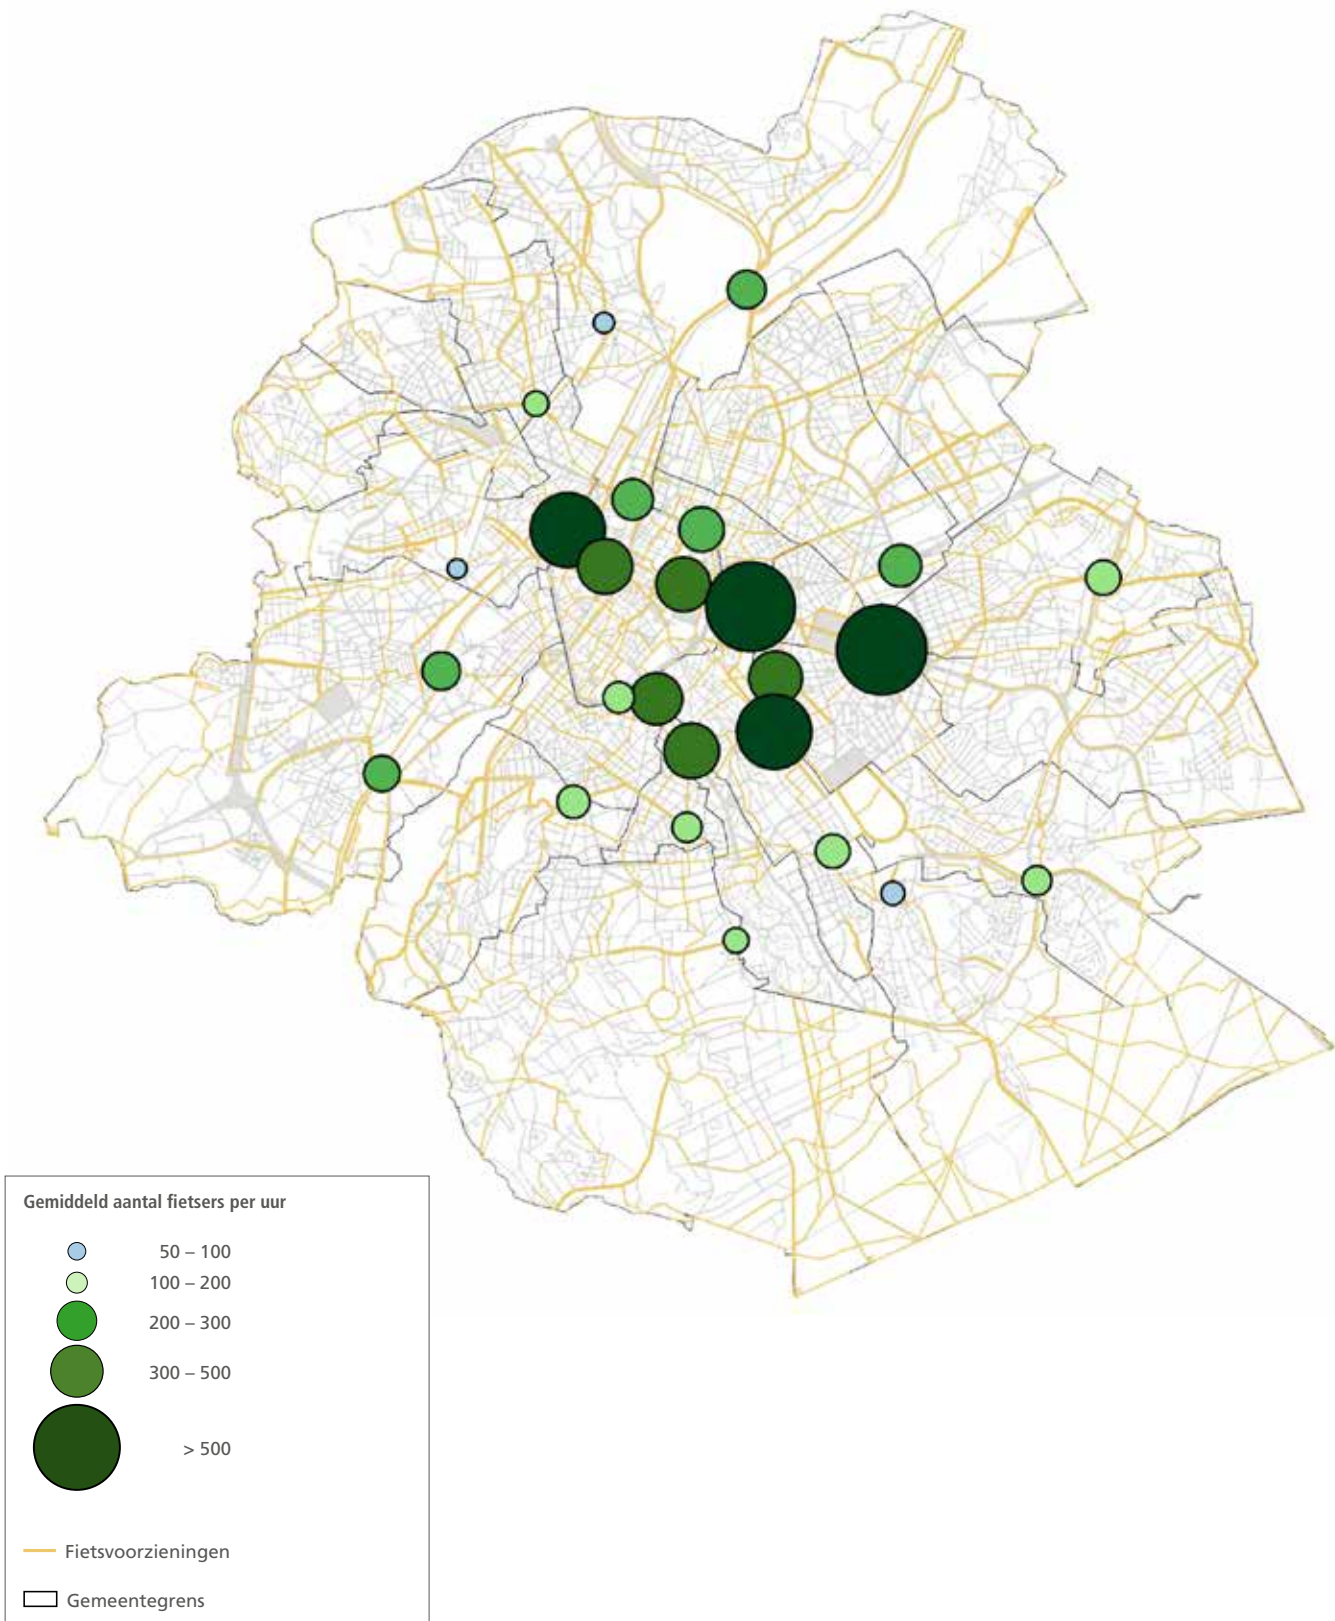 Gemiddeld aantal fietsers per uur
50 – 100
100 – 200
200 – 300
300 – 500
> 500
Fietsvoorzieningen
Gemeentegrens